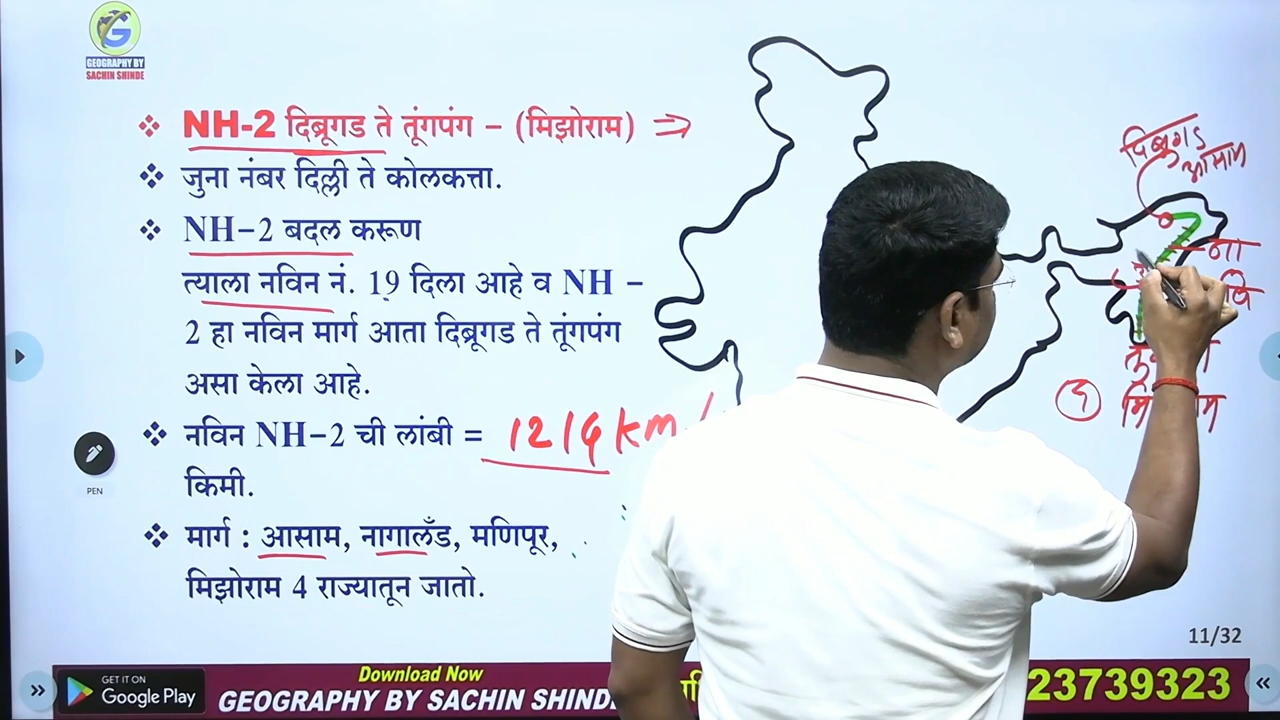 G
GEOGRAPHY BY
SACHIN SHINDE
❖ NH-2 दिब्रूगड ते तूंगपंग – (मिझोराम) ⇒
❖ जुना नंबर दिल्ली ते कोलकत्ता.
❖ NH-2 बदल करूण
त्याला नविन नं. 19 दिला आहे व NH –
2 हा नविन मार्ग आता दिब्रूगड ते तूंगपंग
असा केला आहे.
❖ नविन NH-2 ची लांबी = 1214 km
किमी.
❖ मार्ग : आसाम, नागालँड, मणिपूर,
मिझोराम 4 राज्यातून जातो.
दिब्रुगड
आसाम
ना
PEN
11/32
GET IT ON
Google Play
Download Now
GEOGRAPHY BY SACHIN SHINDE
23739323